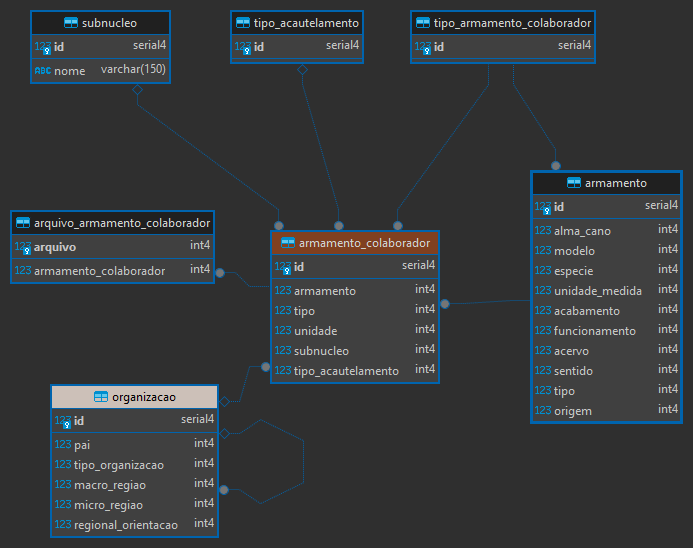 subnucleo
123 id serial4
ABC nome varchar(150)
tipo_acautelamento
123 id serial4
tipo_armamento_colaborador
123 id serial4
armamento
123 id serial4
123 alma_cano int4
123 modelo int4
123 especie int4
123 unidade_medida int4
123 acabamento int4
123 funcionamento int4
123 acervo int4
123 sentido int4
123 tipo int4
123 origem int4
arquivo_armamento_colaborador
123 arquivo int4
123 armamento_colaborador int4
armamento_colaborador
123 id serial4
123 armamento int4
123 tipo int4
123 unidade int4
123 subnucleo int4
123 tipo_acautelamento int4
organizacao
123 id serial4
123 pai int4
123 tipo_organizacao int4
123 macro_regiao int4
123 micro_regiao int4
123 regional_orientacao int4